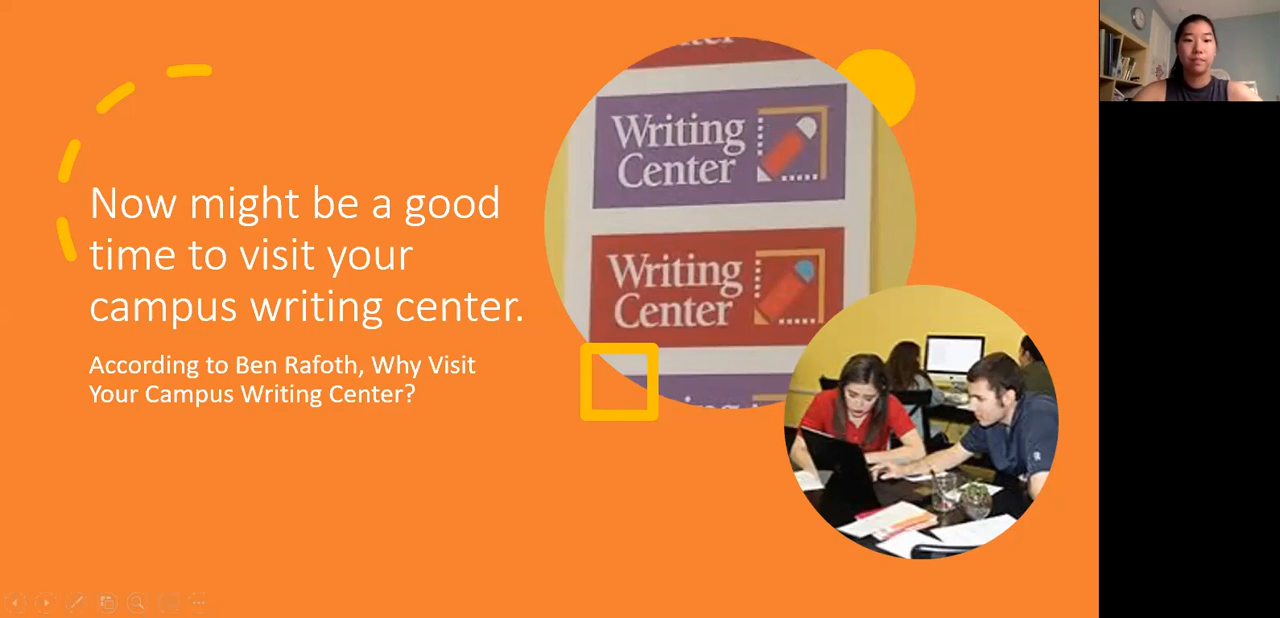 Now might be a good
time to visit your
campus writing center.
According to Ben Rafoth, Why Visit
Your Campus Writing Center?
Writing
Center
Writing
Center